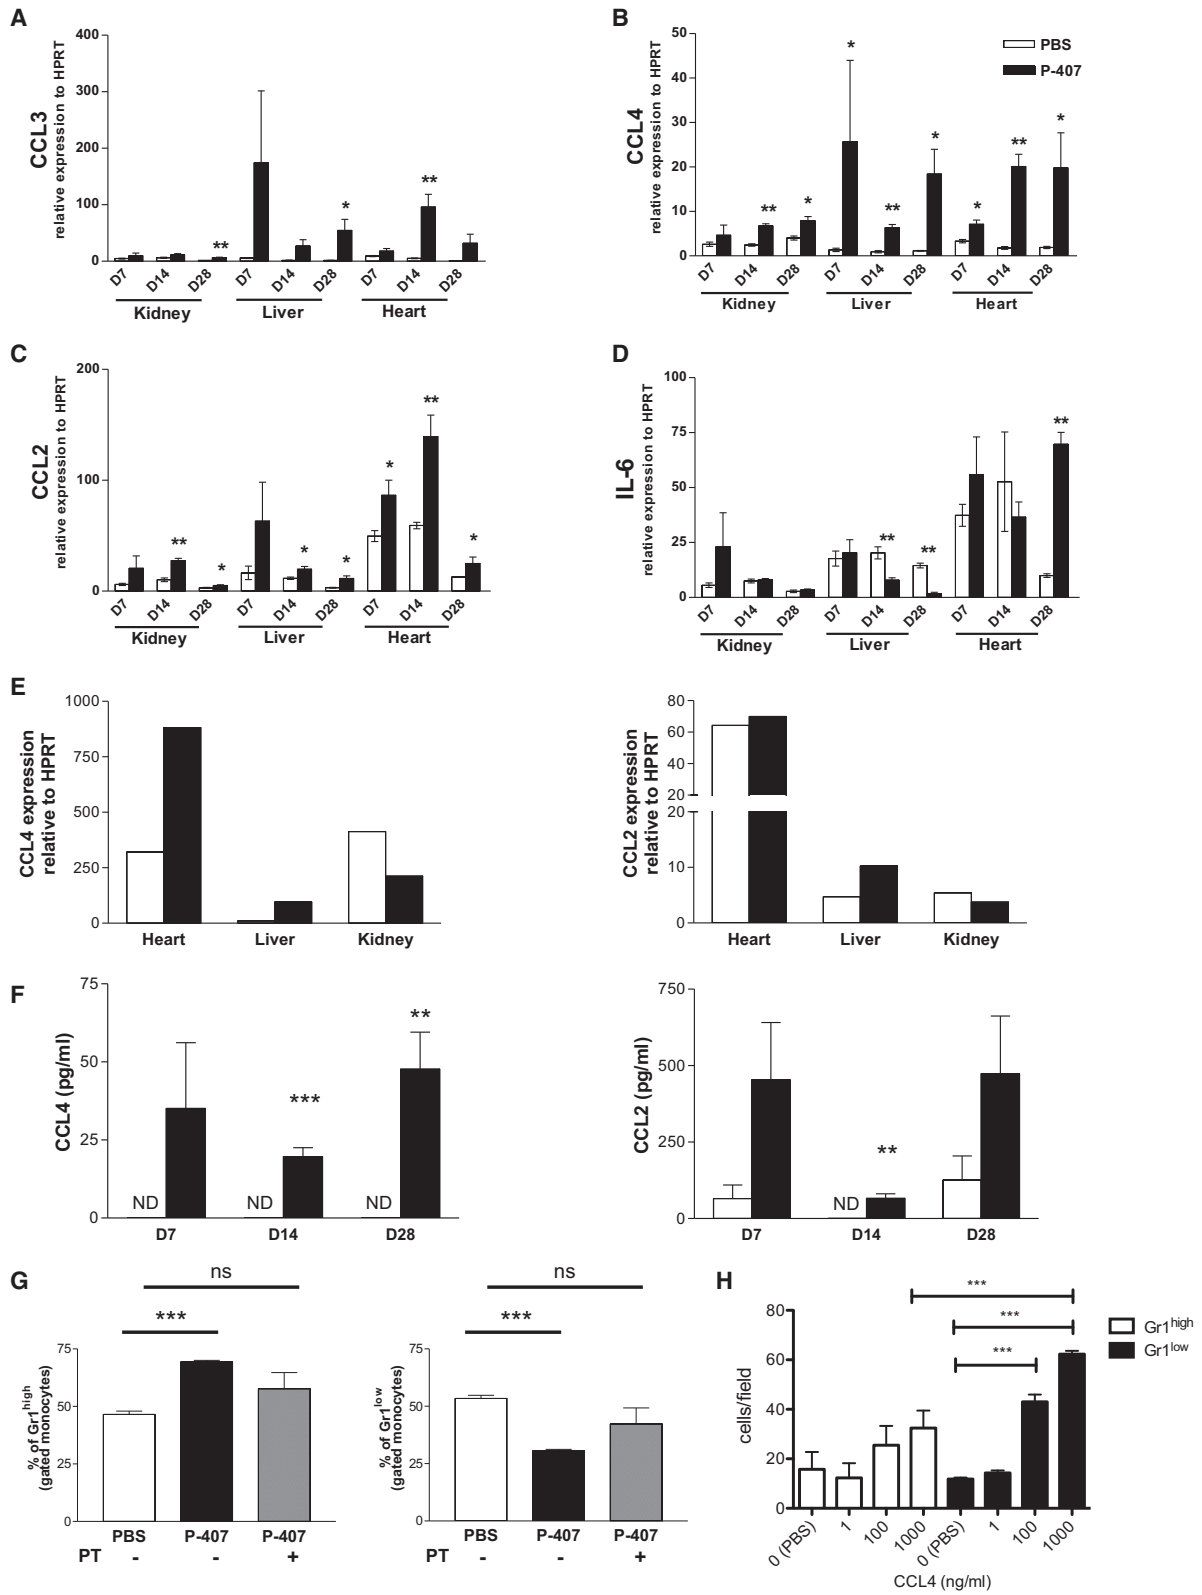 A
CCL3
relative expression to HPRT
400
300
200
100
0
**
*
**
D7 D14 D28 D7 D14 D28 D7 D14 D28
Kidney Liver Heart
B
CCL4
relative expression to HPRT
50
40
30
20
10
0
PBS
P-407
** * * ** * * ** *
D7 D14 D28 D7 D14 D28 D7 D14 D28
Kidney Liver Heart
C
CCL2
relative expression to HPRT
200
100
0
** * * * * ** *
D7 D14 D28 D7 D14 D28 D7 D14 D28
Kidney Liver Heart
D
IL-6
relative expression to HPRT
100
75
50
25
0
** ** **
D7 D14 D28 D7 D14 D28 D7 D14 D28
Kidney Liver Heart
E
CCL4 expression
relative to HPRT
1000
750
500
250
0
Heart Liver Kidney
CCL2 expression
relative to HPRT
80
60
40
20
20
10
0
Heart Liver Kidney
F
CCL4 (pg/ml)
75
50
25
0
*** **
ND ND ND
D7 D14 D28
CCL2 (pg/ml)
750
500
250
0
**
ND
D7 D14 D28
G
ns
***
% of Gr1high
(gated monocytes)
75
50
25
0
PBS P-407 P-407
PT - - +
ns
***
% of Gr1low
(gated monocytes)
75
50
25
0
PBS P-407 P-407
PT - - +
H
***
***
***
Gr1high
Gr1low
cells/field
80
60
40
20
0
0 (PBS) 1 100 1000 0 (PBS) 1 100 1000
CCL4 (ng/ml)